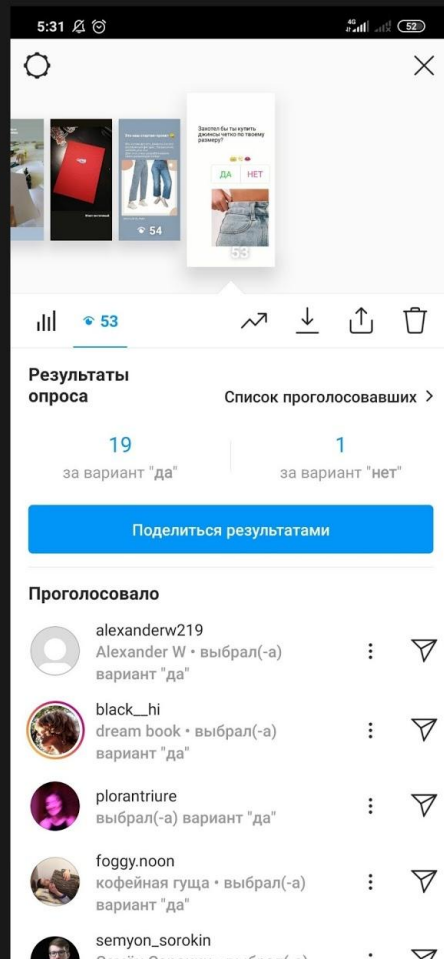 5:31
4G
52
Захотел бы ты купить
джинсы четко по твоему
размеру?
ДА НЕТ
54
53
53
Результаты
опроса
Список проголосовавших
19
за вариант "да"
1
за вариант "нет"
Поделиться результатами
Проголосовало
alexanderw219
Alexander W • выбрал(-а)
вариант "да"
black__hi
dream book • выбрал(-а)
вариант "да"
plorantriure
выбрал(-а) вариант "да"
foggy.noon
кофейная гуща • выбрал(-а)
вариант "да"
semyon_sorokin